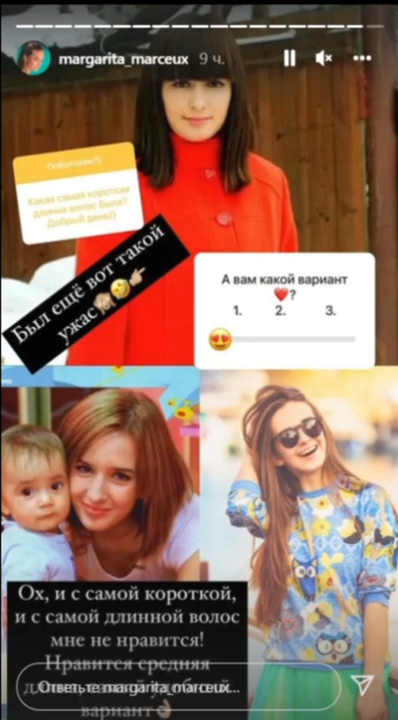 margarita_marceux 9 ч.
Поболтаем?)
Какая самая короткая
длинна волос была?
Добрый день))
Был ещё вот такой
ужас🙈🤣👉🏼
А вам какой вариант
❤️?
1. 2. 3.
Ох, и с самой короткой,
и с самой длинной волос
мне не нравится!
Нравится средняя
Ответьте margarita_marceux...
вариант👌🏼